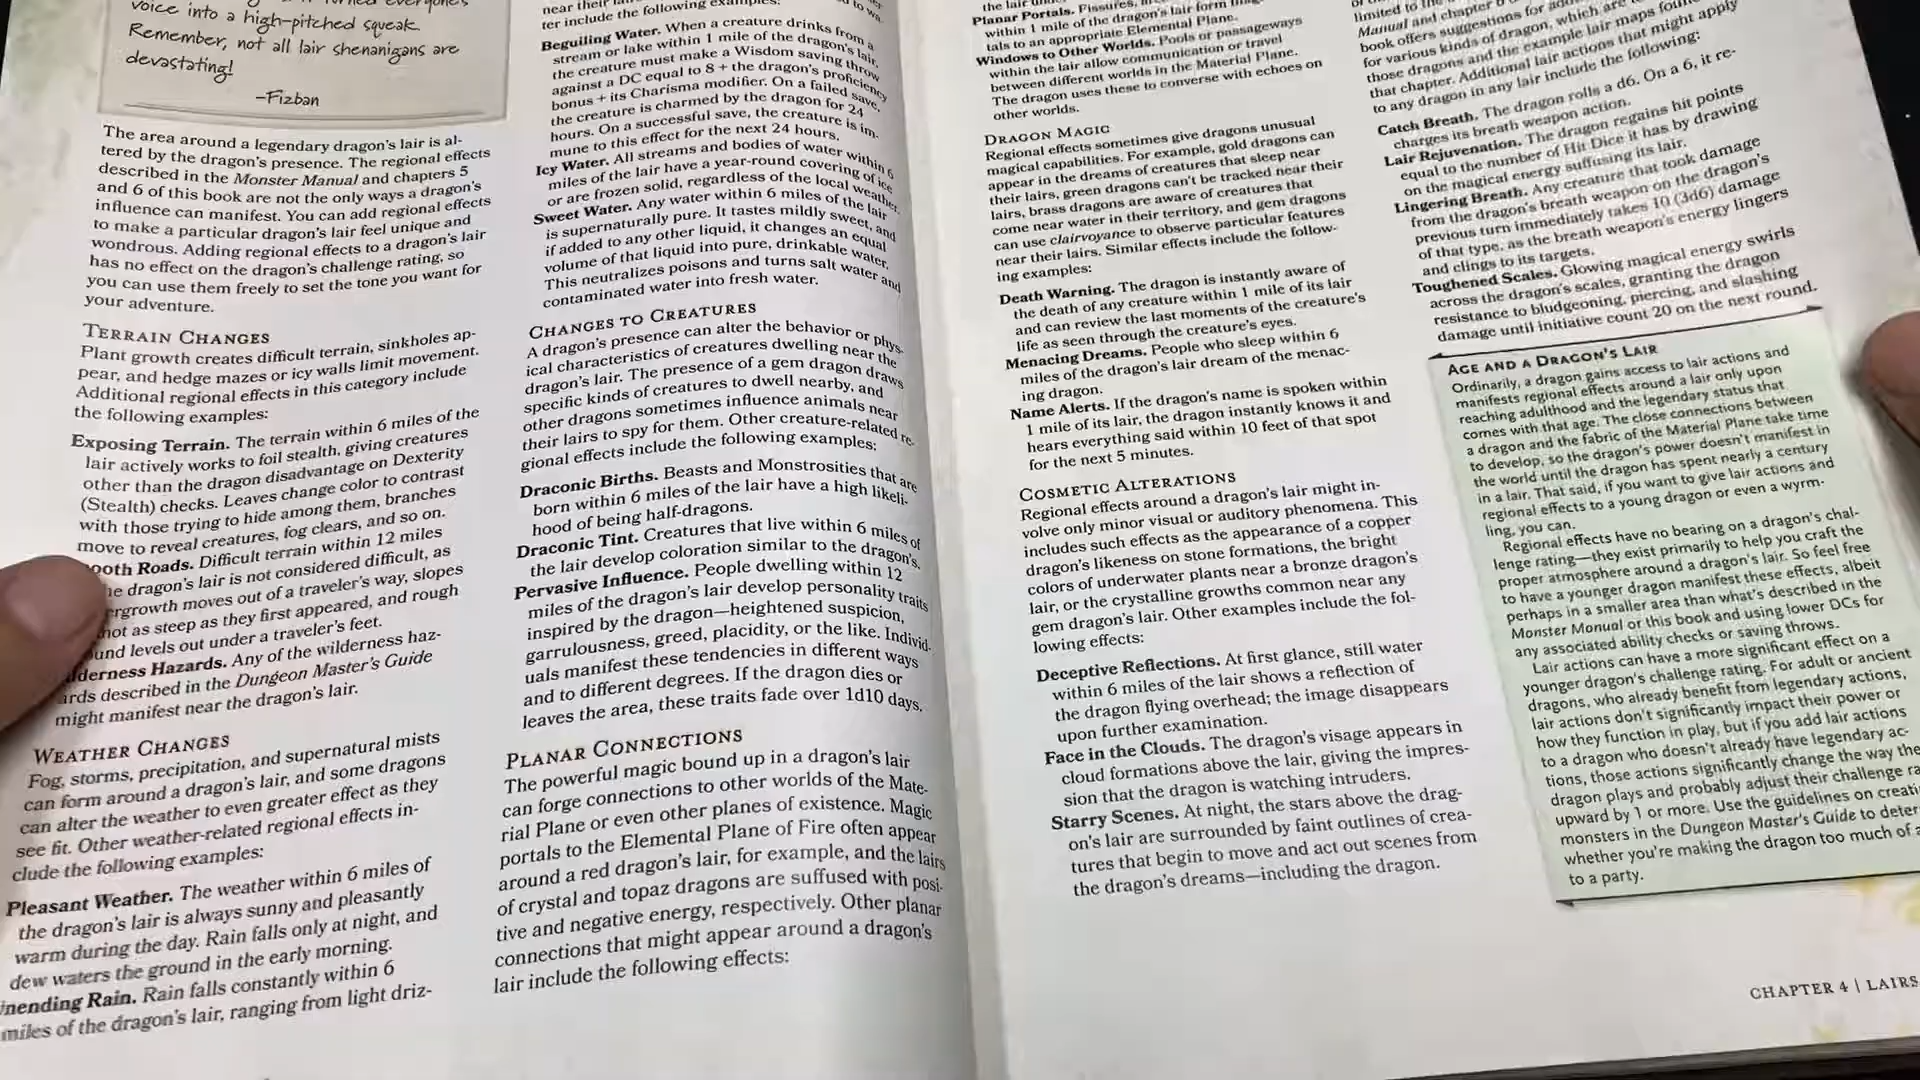 voice into a high-pitched squeak.
Remember, not all lair shenanigans are
devastating!
–Fizban
The area around a legendary dragon's lair is al-
tered by the dragon's presence. The regional effects
described in the Monster Manual and chapters 5
and 6 of this book are not the only ways a dragon's
influence can manifest. You can add regional effects
to make a particular dragon's lair feel unique and
wondrous. Adding regional effects to a dragon's lair
has no effect on the dragon's challenge rating, so
you can use them freely to set the tone you want for
your adventure.
TERRAIN CHANGES
Plant growth creates difficult terrain, sinkholes ap-
pear, and hedge mazes or icy walls limit movement.
Additional regional effects in this category include
the following examples:
Exposing Terrain. The terrain within 6 miles of the
lair actively works to foil stealth, giving creatures
other than the dragon disadvantage on Dexterity
(Stealth) checks. Leaves change color to contrast
with those trying to hide among them, branches
move to reveal creatures, fog clears, and so on.
ooth Roads. Difficult terrain within 12 miles
he dragon's lair is not considered difficult, as
rgrowth moves out of a traveler's way, slopes
not as steep as they first appeared, and rough
und levels out under a traveler's feet.
derness Hazards. Any of the wilderness haz-
ards described in the Dungeon Master's Guide
might manifest near the dragon's lair.
WEATHER CHANGES
Fog, storms, precipitation, and supernatural mists
can form around a dragon's lair, and some dragons
can alter the weather to even greater effect as they
see fit. Other weather-related regional effects in-
clude the following examples:
Pleasant Weather. The weather within 6 miles of
the dragon's lair is always sunny and pleasantly
warm during the day. Rain falls only at night, and
dew waters the ground in the early morning.
nending Rain. Rain falls constantly within 6
miles of the dragon's lair, ranging from light driz-
ter include the following examples:
Beguiling Water. When a creature drinks from a
stream or lake within 1 mile of the dragon's lair,
the creature must make a Wisdom saving throw
against a DC equal to 8 + the dragon's proficiency
bonus + its Charisma modifier. On a failed save,
the creature is charmed by the dragon for 24
hours. On a successful save, the creature is im-
mune to this effect for the next 24 hours.
Icy Water. All streams and bodies of water within 6
miles of the lair have a year-round covering of ice
or are frozen solid, regardless of the local weather.
Sweet Water. Any water within 6 miles of the lair
is supernaturally pure. It tastes mildly sweet, and
if added to any other liquid, it changes an equal
volume of that liquid into pure, drinkable water.
This neutralizes poisons and turns salt water and
contaminated water into fresh water.
CHANGES TO CREATURES
A dragon's presence can alter the behavior or phys-
ical characteristics of creatures dwelling near the
dragon's lair. The presence of a gem dragon draws
specific kinds of creatures to dwell nearby, and
other dragons sometimes influence animals near
their lairs to spy for them. Other creature-related re-
gional effects include the following examples:
Draconic Births. Beasts and Monstrosities that are
born within 6 miles of the lair have a high likeli-
hood of being half-dragons.
Draconic Tint. Creatures that live within 6 miles of
the lair develop coloration similar to the dragon's.
Pervasive Influence. People dwelling within 12
miles of the dragon's lair develop personality traits
inspired by the dragon—heightened suspicion,
garrulousness, greed, placidity, or the like. Individ-
uals manifest these tendencies in different ways
and to different degrees. If the dragon dies or
leaves the area, these traits fade over 1d10 days.
PLANAR CONNECTIONS
The powerful magic bound up in a dragon's lair
can forge connections to other worlds of the Mate-
rial Plane or even other planes of existence. Magic
portals to the Elemental Plane of Fire often appear
around a red dragon's lair, for example, and the lairs
of crystal and topaz dragons are suffused with posi-
tive and negative energy, respectively. Other planar
connections that might appear around a dragon's
lair include the following effects:
Planar Portals. Fissures,
within 1 mile of the dragon's lair form
tals to an appropriate Elemental Plane.
Windows to Other Worlds. Pools or passageways
within the lair allow communication or travel
between different worlds in the Material Plane.
The dragon uses these to converse with echoes on
other worlds.
DRAGON MAGIC
Regional effects sometimes give dragons unusual
magical capabilities. For example, gold dragons can
appear in the dreams of creatures that sleep near
their lairs, green dragons can't be tracked near their
lairs, brass dragons are aware of creatures that
come near water in their territory, and gem dragons
can use clairvoyance to observe particular features
near their lairs. Similar effects include the follow-
ing examples:
Death Warning. The dragon is instantly aware of
the death of any creature within 1 mile of its lair
and can review the last moments of the creature's
life as seen through the creature's eyes.
Menacing Dreams. People who sleep within 6
miles of the dragon's lair dream of the menac-
ing dragon.
Name Alerts. If the dragon's name is spoken within
1 mile of its lair, the dragon instantly knows it and
hears everything said within 10 feet of that spot
for the next 5 minutes.
COSMETIC ALTERATIONS
Regional effects around a dragon's lair might in-
volve only minor visual or auditory phenomena. This
includes such effects as the appearance of a copper
dragon's likeness on stone formations, the bright
colors of underwater plants near a bronze dragon's
lair, or the crystalline growths common near any
gem dragon's lair. Other examples include the fol-
lowing effects:
Deceptive Reflections. At first glance, still water
within 6 miles of the lair shows a reflection of
the dragon flying overhead; the image disappears
upon further examination.
Face in the Clouds. The dragon's visage appears in
cloud formations above the lair, giving the impres-
sion that the dragon is watching intruders.
Starry Scenes. At night, the stars above the drag-
on's lair are surrounded by faint outlines of crea-
tures that begin to move and act out scenes from
the dragon's dreams—including the dragon.
limited to the
Manual and chapter
book offers suggestions for
for various kinds of dragon, which are
those dragons and the example lair maps
that chapter. Additional lair actions that might apply
to any dragon in any lair include the following:
Catch Breath. The dragon rolls a d6. On a 6, it re-
charges its breath weapon action.
Lair Rejuvenation. The dragon regains hit points
equal to the number of Hit Dice it has by drawing
on the magical energy suffusing its lair.
Lingering Breath. Any creature that took damage
from the dragon's breath weapon on the dragon's
previous turn immediately takes 10 (3d6) damage
of that type, as the breath weapon's energy lingers
and clings to its targets.
Toughened Scales. Glowing magical energy swirls
across the dragon's scales, granting the dragon
resistance to bludgeoning, piercing, and slashing
damage until initiative count 20 on the next round.
AGE AND A DRAGON'S LAIR
Ordinarily, a dragon gains access to lair actions and
manifests regional effects around a lair only upon
reaching adulthood and the legendary status that
comes with that age. The close connections between
a dragon and the fabric of the Material Plane take time
to develop, so the dragon's power doesn't manifest in
the world until the dragon has spent nearly a century
in a lair. That said, if you want to give lair actions and
regional effects to a young dragon or even a wyrm-
ling, you can.
Regional effects have no bearing on a dragon's chal-
lenge rating—they exist primarily to help you craft the
proper atmosphere around a dragon's lair. So feel free
to have a younger dragon manifest these effects, albeit
perhaps in a smaller area than what's described in the
Monster Manual or this book and using lower DCs for
any associated ability checks or saving throws.
Lair actions can have a more significant effect on a
younger dragon's challenge rating. For adult or ancient
dragons, who already benefit from legendary actions,
lair actions don't significantly impact their power or
how they function in play, but if you add lair actions
to a dragon who doesn't already have legendary ac-
tions, those actions significantly change the way the
dragon plays and probably adjust their challenge ra
upward by 1 or more. Use the guidelines on creati
monsters in the Dungeon Master's Guide to deter
whether you're making the dragon too much of a
to a party.
CHAPTER 4 | LAIRS